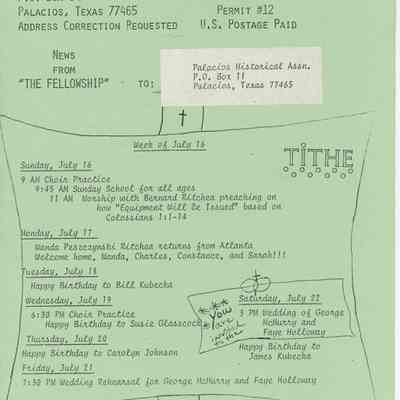 Palacios, Texas 77465
Permit #12
Address Correction Requested
U.S. Postage Paid
News
from
"The Fellowship"
To:
Palacios Historical Assn.
P.O. Box 11
Palacios, Texas 77465
Week of July 16
TITHE
Sunday, July 16
9 AM Choir Practice
9:45 AM Sunday School for all ages
11 AM Worship with Bernard Ritchea preaching on
how "Equipment Will Be Issued" based on
Colossians 1:1-14
Monday, July 17
Wanda Peszczynski Ritchea returns from Atlanta
Welcome home, Wanda, Charles, Constance, and Sarah!!!
Tuesday, July 18
Happy Birthday to Bill Kubecka
Wednesday, July 19
6:30 PM Choir Practice
Happy Birthday to Susie Glasscock
Thursday, July 20
Happy Birthday to Carolyn Johnson
Friday, July 21
7:30 PM Wedding Rehearsal for George McMurry and Faye Holloway
You
are
invited
to the
Saturday, July 22
3 PM Wedding of George
McMurry and
Faye Holloway
Happy Birthday to
James Kubecka